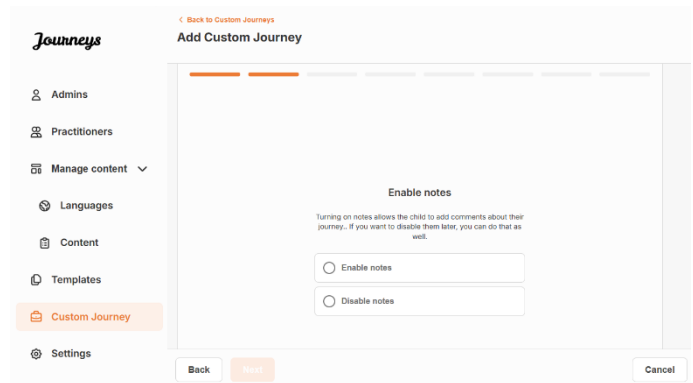 Journeys
Admins
Practitioners
Manage content
Languages
Content
Templates
Custom Journey
Settings
Back to Custom Journeys
Add Custom Journey
Enable notes
Turning on notes allows the child to add comments about their
journey.. If you want to disable them later, you can do that as
well.
Enable notes
Disable notes
Back
Next
Cancel